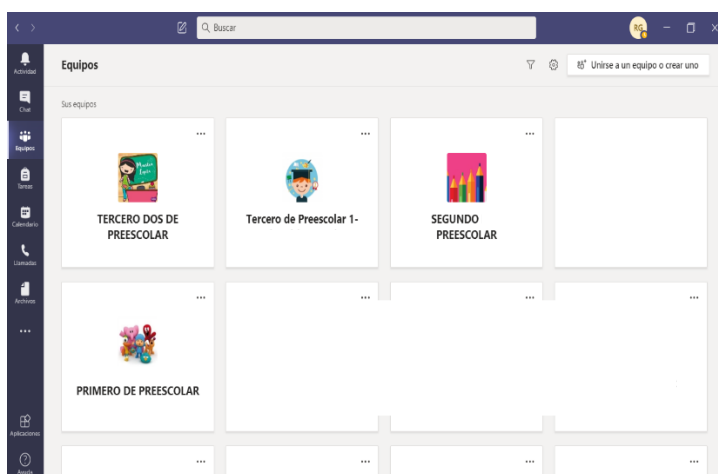 Buscar
RG
Actividad
Chat
Equipos
Tareas
Calendario
Llamadas
Archivos
Aplicaciones
Ayuda
Equipos
Unirse a un equipo o crear uno
Sus equipos
TERCERO DOS DE
PREESCOLAR
Tercero de Preescolar 1-
SEGUNDO
PREESCOLAR
PRIMERO DE PREESCOLAR